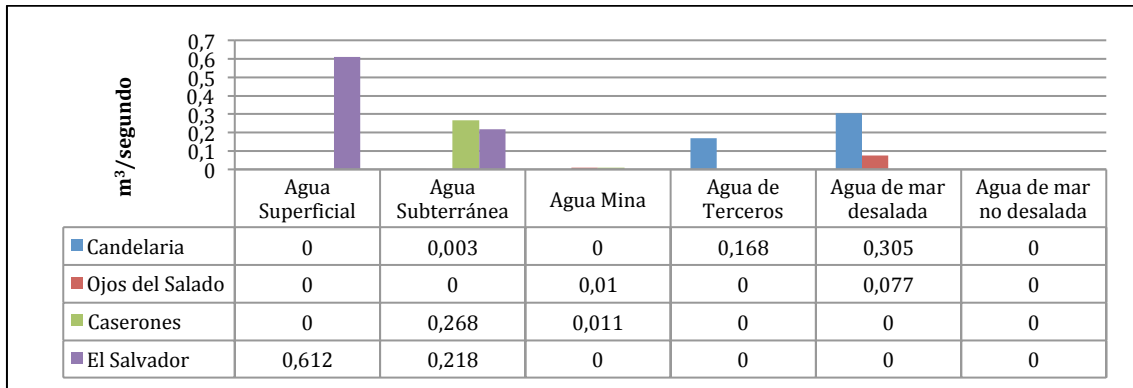 m³/segundo
0,7
0,6
0,5
0,4
0,3
0,2
0,1
0
Agua Superficial
Agua Subterránea
Agua Mina
Agua de Terceros
Agua de mar desalada
Agua de mar no desalada
Candelaria 0 0,003 0 0,168 0,305 0
Ojos del Salado 0 0 0,01 0 0,077 0
Caserones 0 0,268 0,011 0 0 0
El Salvador 0,612 0,218 0 0 0 0